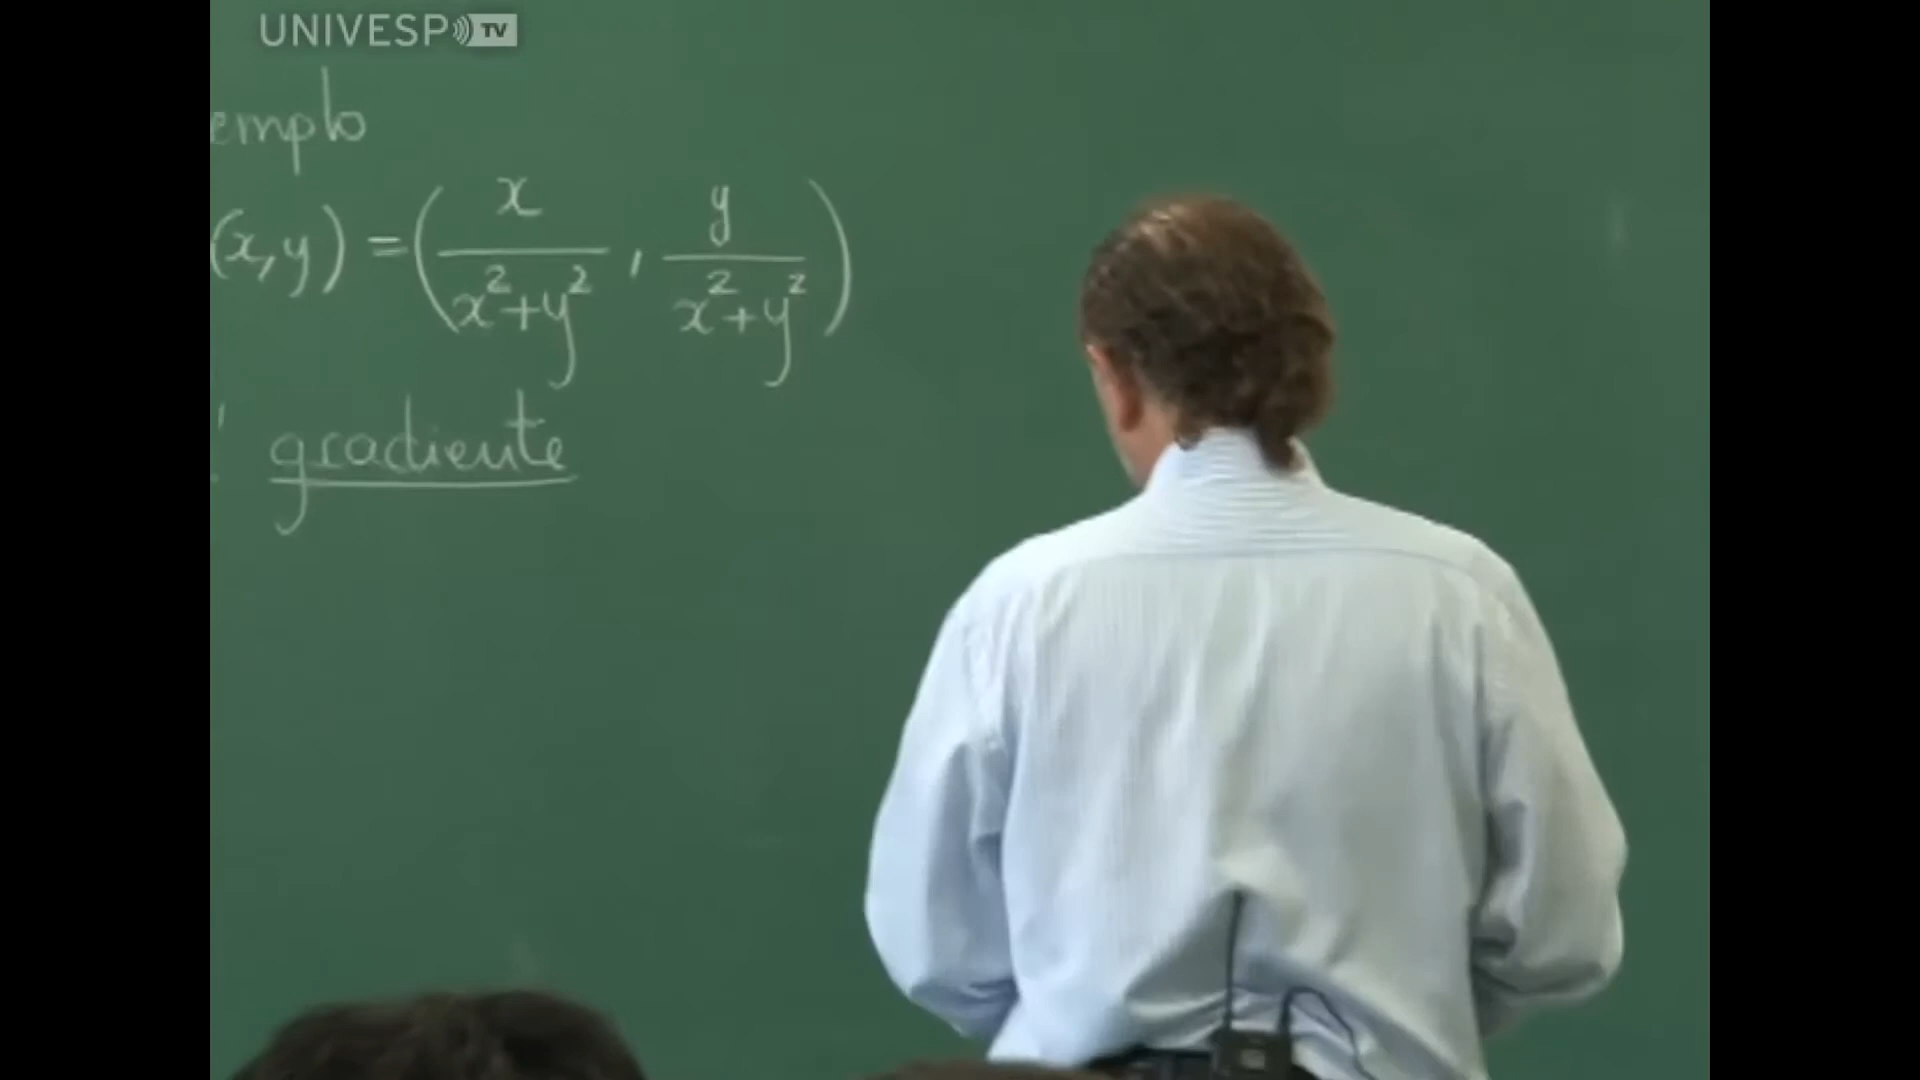 UNIVESP TV
emplo
(x,y) = ( x / x²+y² , y / x²+y² )
gradiente